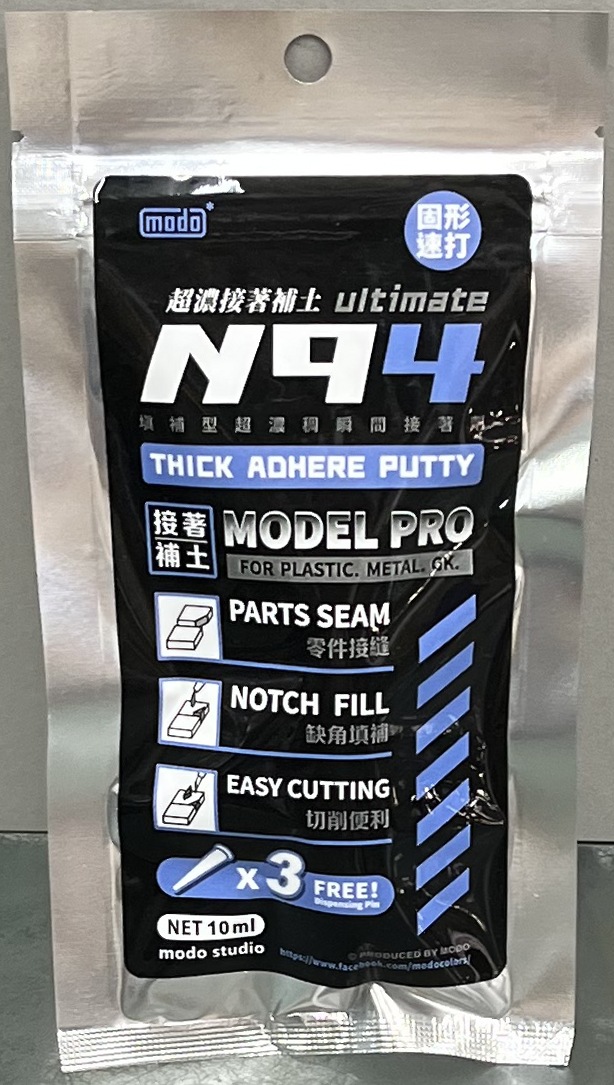 modo*
固形
速打
超濃接著補土 ultimate
N94
填補型超濃稠瞬間接著劑
THICK ADHERE PUTTY
接著
補土
MODEL PRO
FOR PLASTIC. METAL. GK.
PARTS SEAM
零件接縫
NOTCH FILL
缺角填補
EASY CUTTING
切削便利
x 3 FREE!
Dispensing Pin
NET 10 ml
modo studio
© PRODUCED BY MODO
https://www.facebook.com/modocolors/